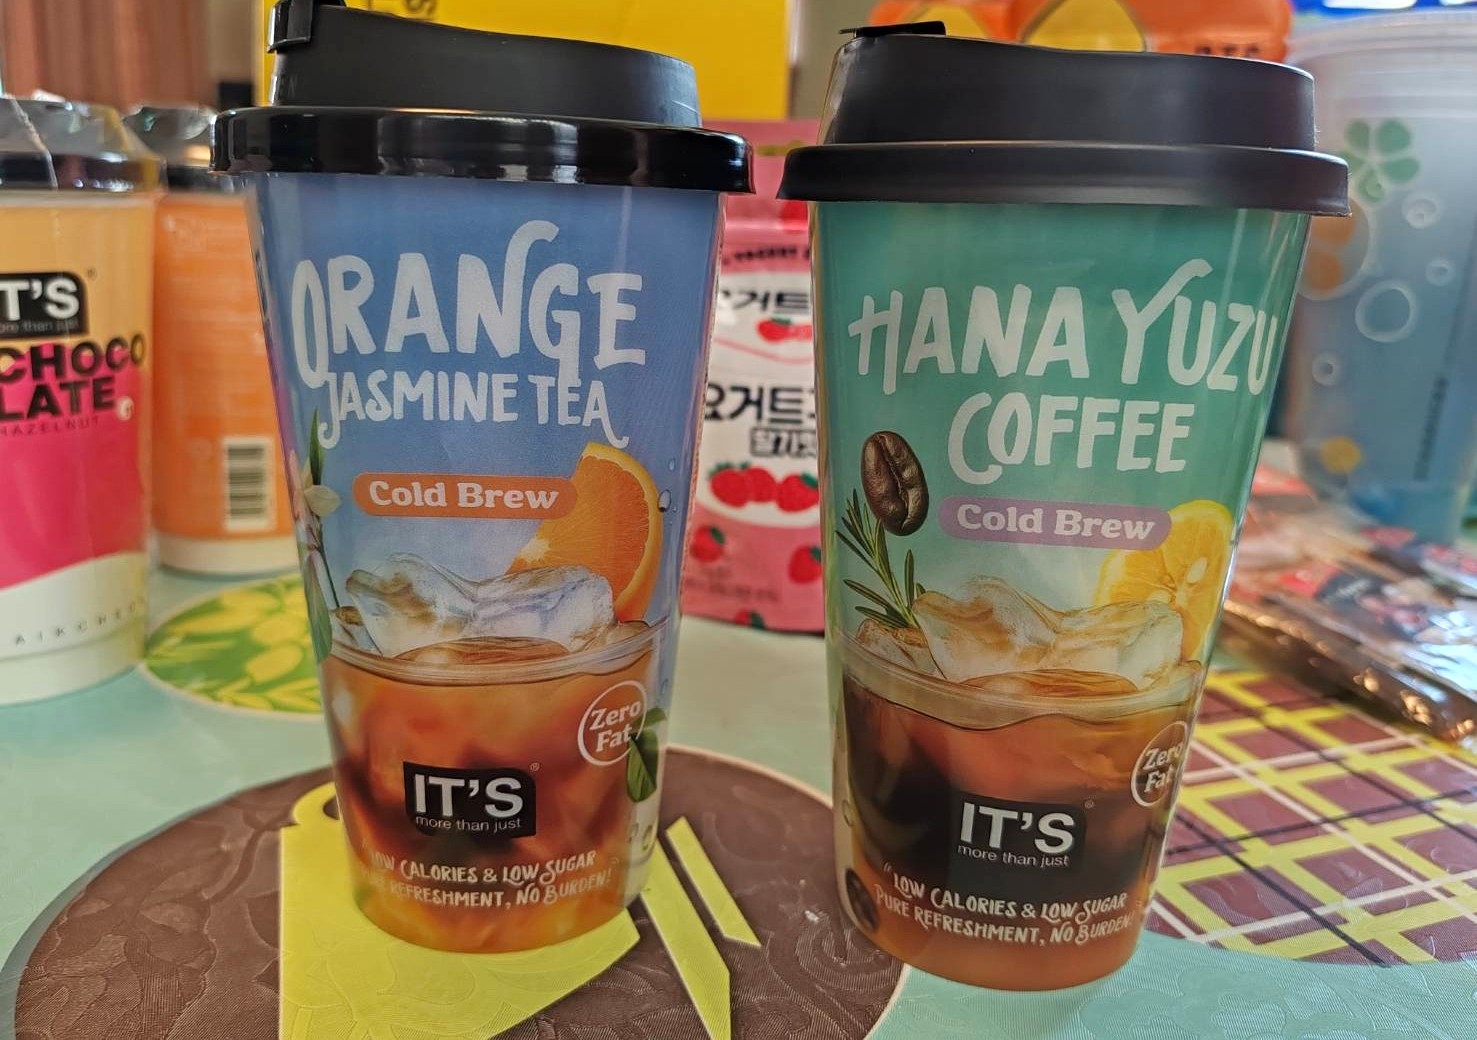 IT'S
more than just
CHOCO
LATE
HAZELNUT
ORANGE
JASMINE TEA
Cold Brew
Zero
Fat
IT'S
more than just
LOW CALORIES & LOW SUGAR
PURE REFRESHMENT, NO BURDEN!
요거트
HANA YUZU
COFFEE
Cold Brew
Zero
Fat
IT'S
more than just
"LOW CALORIES & LOW SUGAR
PURE REFRESHMENT, NO BURDEN!